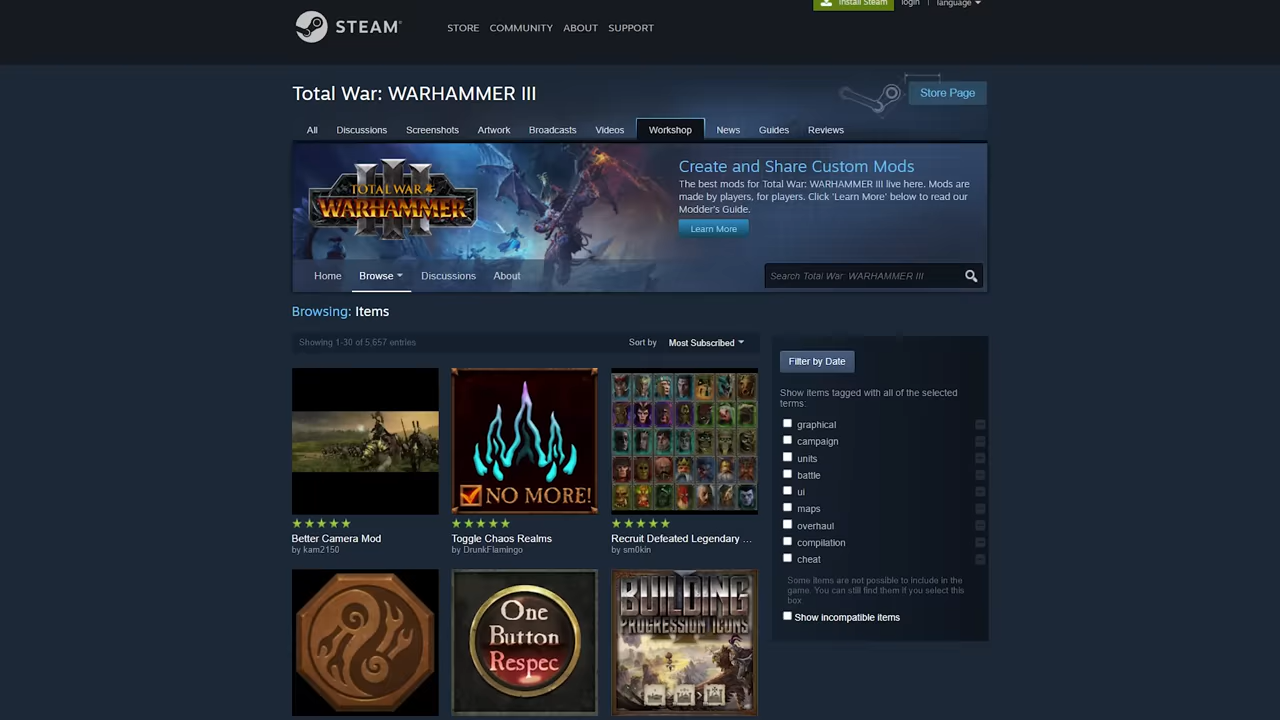 Install Steam
login
language
STEAM®
STORE COMMUNITY ABOUT SUPPORT
Total War: WARHAMMER III
Store Page
All Discussions Screenshots Artwork Broadcasts Videos Workshop News Guides Reviews
TOTAL WAR
WARHAMMER
III
Create and Share Custom Mods
The best mods for Total War: WARHAMMER III live here. Mods are
made by players, for players. Click 'Learn More' below to read our
Modder's Guide.
Learn More
Home Browse Discussions About
Search Total War: WARHAMMER III
Browsing: Items
Showing 1-30 of 5,657 entries
Sort by Most Subscribed
NO MORE!
Better Camera Mod
by kam2150
Toggle Chaos Realms
by DrunkFlamingo
Recruit Defeated Legendary ...
by sm0kin
One
Button
Respec
BUILDING
PROGRESSION ICONS
Filter by Date
Show items tagged with all of the selected
terms:
graphical
campaign
units
battle
ui
maps
overhaul
compilation
cheat
Some items are not possible to include in the
game. You can still find them if you select this
box
Show incompatible items